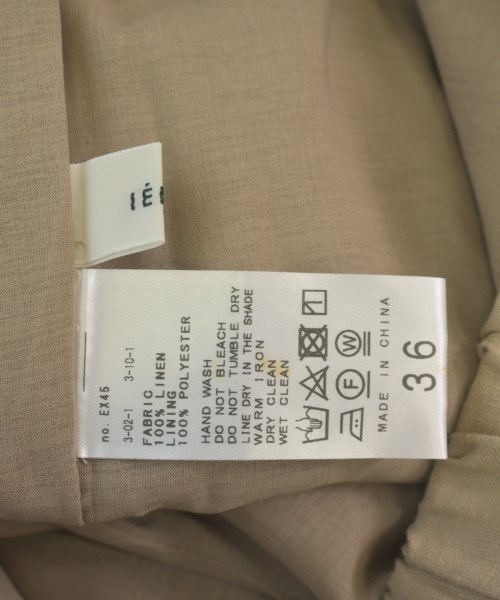 no. EX45
3-02-1 3-10-1
FABRIC
100% LINEN
LINING
100% POLYESTER
HAND WASH
DO NOT BLEACH
DO NOT TUMBLE DRY
LINE DRY IN THE SHADE
WARM IRON
DRY CLEAN
WET CLEAN
F W
MADE IN CHINA
36